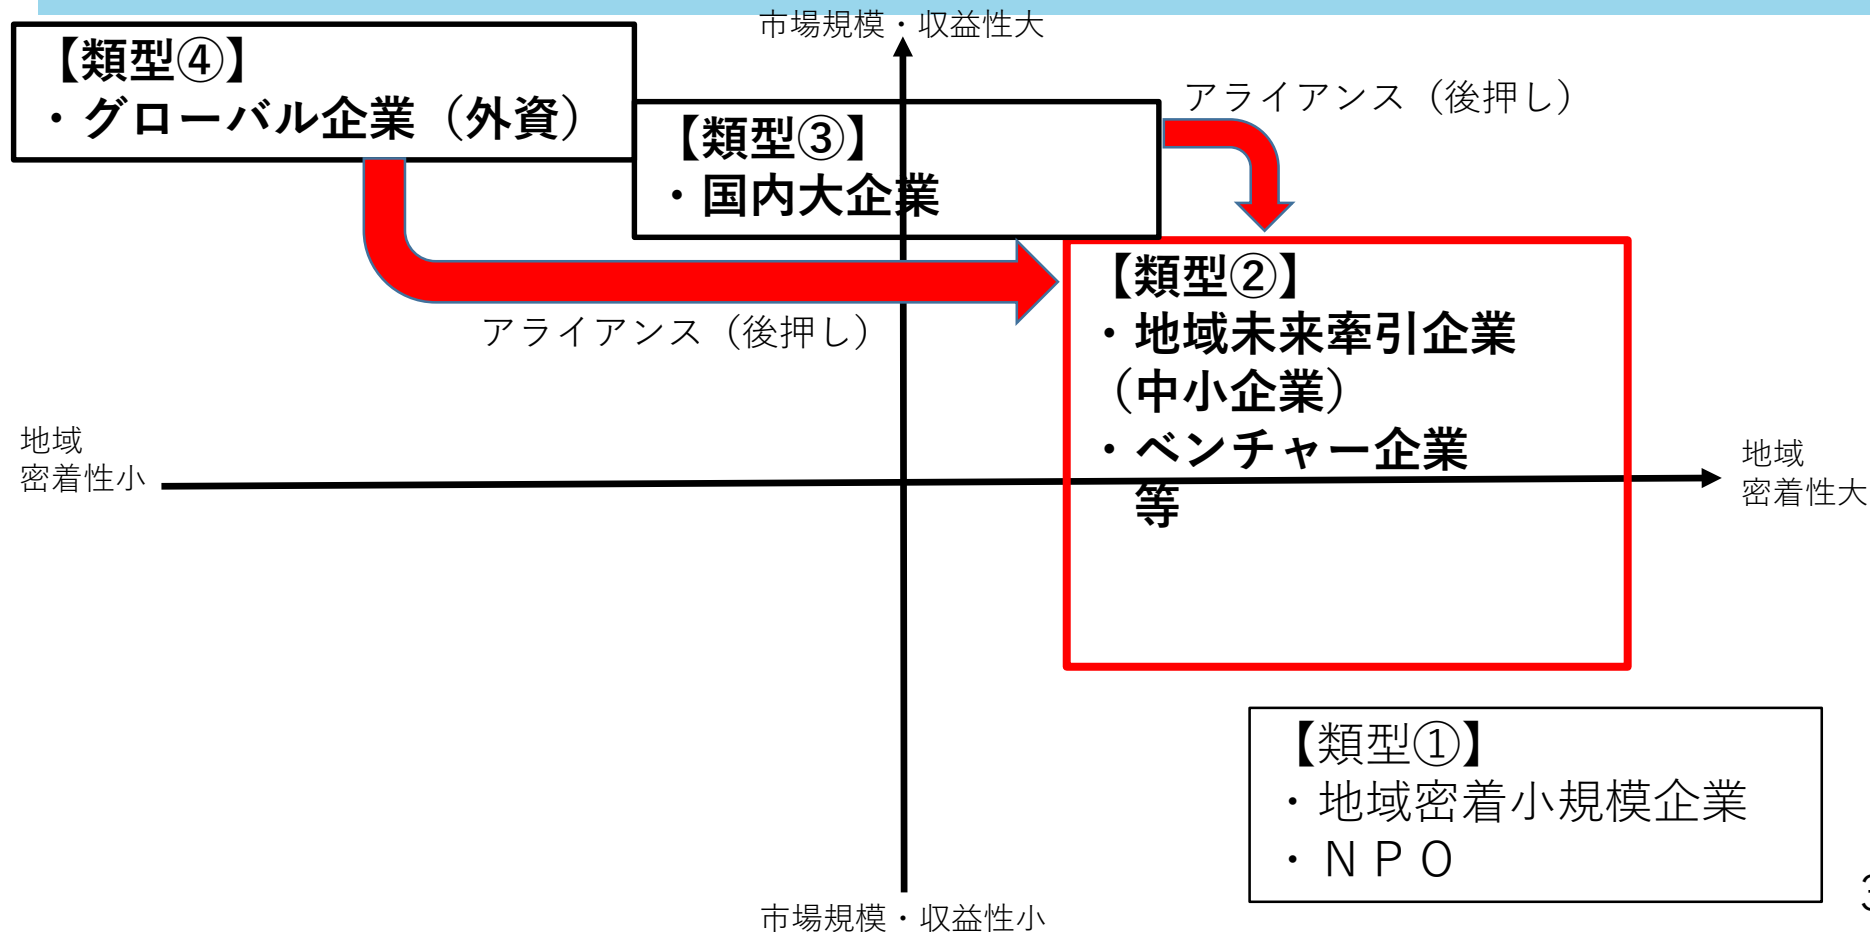 市場規模・収益性大
【類型④】
・グローバル企業（外資）
アライアンス（後押し）
【類型③】
・国内大企業
【類型②】
・地域未来牽引企業
（中小企業）
・ベンチャー企業
等
アライアンス（後押し）
地域
密着性小
地域
密着性大
【類型①】
・地域密着小規模企業
・ＮＰＯ
市場規模・収益性小